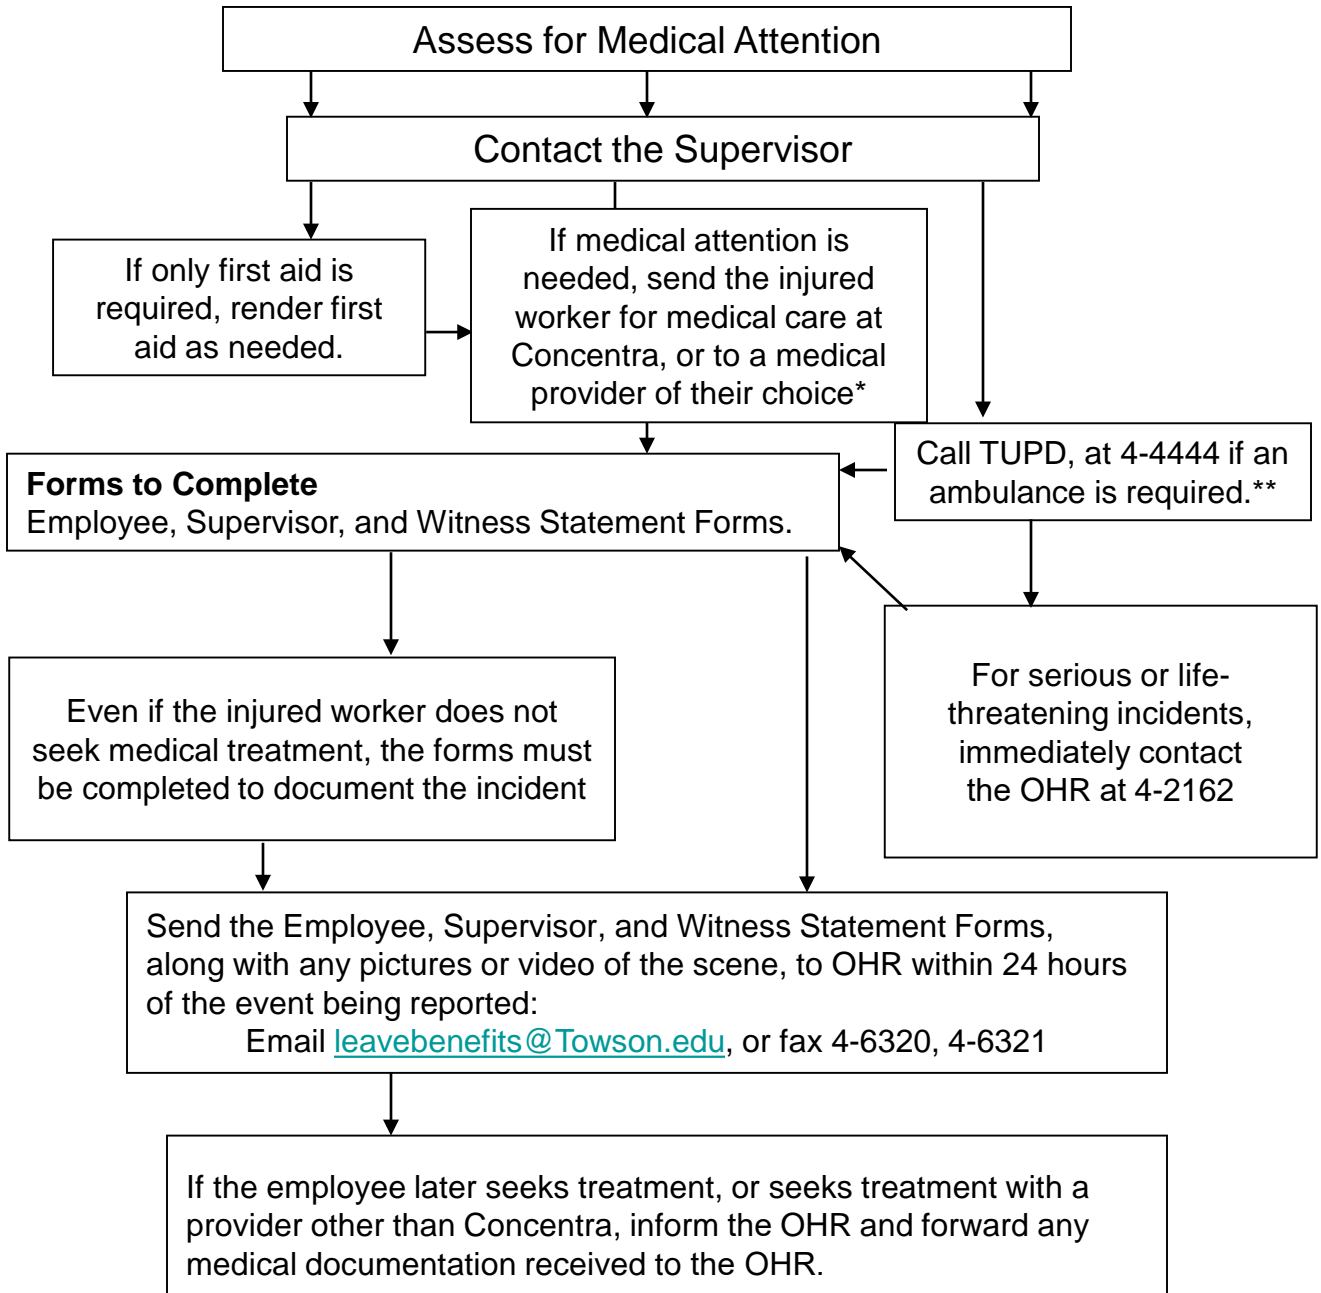 Assess for Medical Attention
Contact the Supervisor
If only first aid is
required, render first
aid as needed.
If medical attention is
needed, send the injured
worker for medical care at
Concentra, or to a medical
provider of their choice*
Call TUPD, at 4-4444 if an
ambulance is required.**
Forms to Complete
Employee, Supervisor, and Witness Statement Forms.
For serious or life-
threatening incidents,
immediately contact
the OHR at 4-2162
Even if the injured worker does not
seek medical treatment, the forms must
be completed to document the incident
Send the Employee, Supervisor, and Witness Statement Forms,
along with any pictures or video of the scene, to OHR within 24 hours
of the event being reported:
Email leavebenefits@Towson.edu, or fax 4-6320, 4-6321
If the employee later seeks treatment, or seeks treatment with a
provider other than Concentra, inform the OHR and forward any
medical documentation received to the OHR.